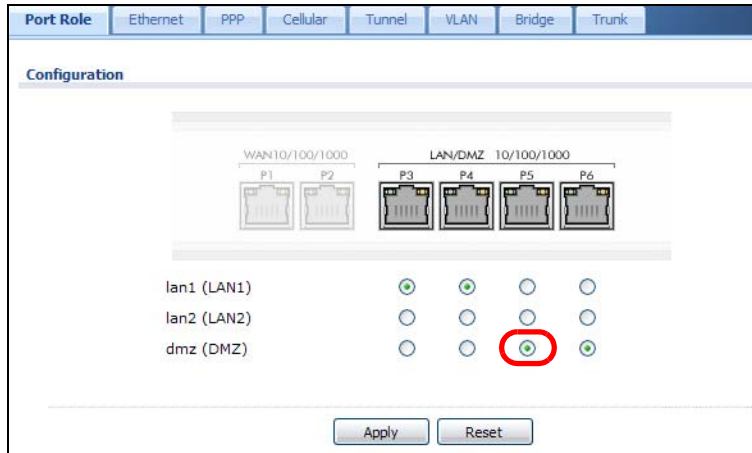 Port Role Ethernet PPP Cellular Tunnel VLAN Bridge Trunk
Configuration
WAN10/100/1000 LAN/DMZ 10/100/1000
P1 P2 P3 P4 P5 P6
lan1 (LAN1)
lan2 (LAN2)
dmz (DMZ)
Apply Reset